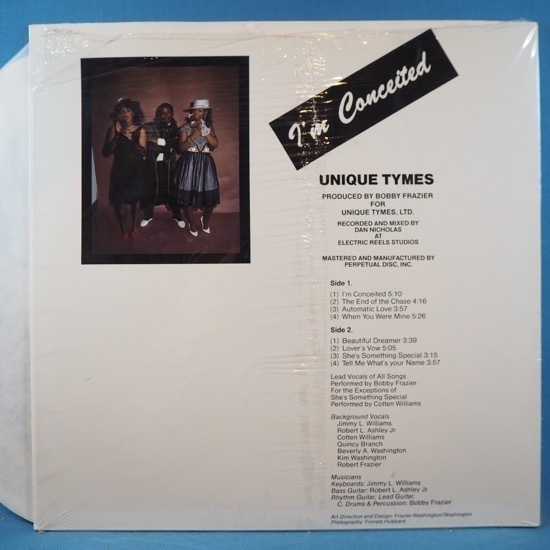 I'm Conceited
UNIQUE TYMES
PRODUCED BY BOBBY FRAZIER
FOR
UNIQUE TYMES, LTD.
RECORDED AND MIXED BY
DAN NICHOLAS
AT
ELECTRIC REELS STUDIOS
MASTERED AND MANUFACTURED BY
PERPETUAL DISC, INC.
Side 1.
(1) I'm Conceited 5:10
(2) The End of the Chase 4:16
(3) Automatic Love 3:57
(4) When You Were Mine 5:26
Side 2.
(1) Beautiful Dreamer 3:39
(2) Lover's Vow 5:05
(3) She's Something Special 3:15
(4) Tell Me What's your Name 3:57
Lead Vocals of All Songs
Performed by Bobby Frazier
For the Exceptions of
She's Something Special
Performed by Cotten Williams
Background Vocals
Jimmy L. Williams
Robert L. Ashley Jr.
Cotten Williams
Quincy Branch
Beverly A. Washington
Kim Washington
Robert Frazier
Musicians
Keyboards: Jimmy L. Williams
Bass Guitar: Robert L. Ashley Jr.
Rhythm Guitar, Lead Guitar,
C. Drums & Percussion: Bobby Frazier
Art Direction and Design: Frazier-Washington/Washington
Photography: Forrest Hubbard